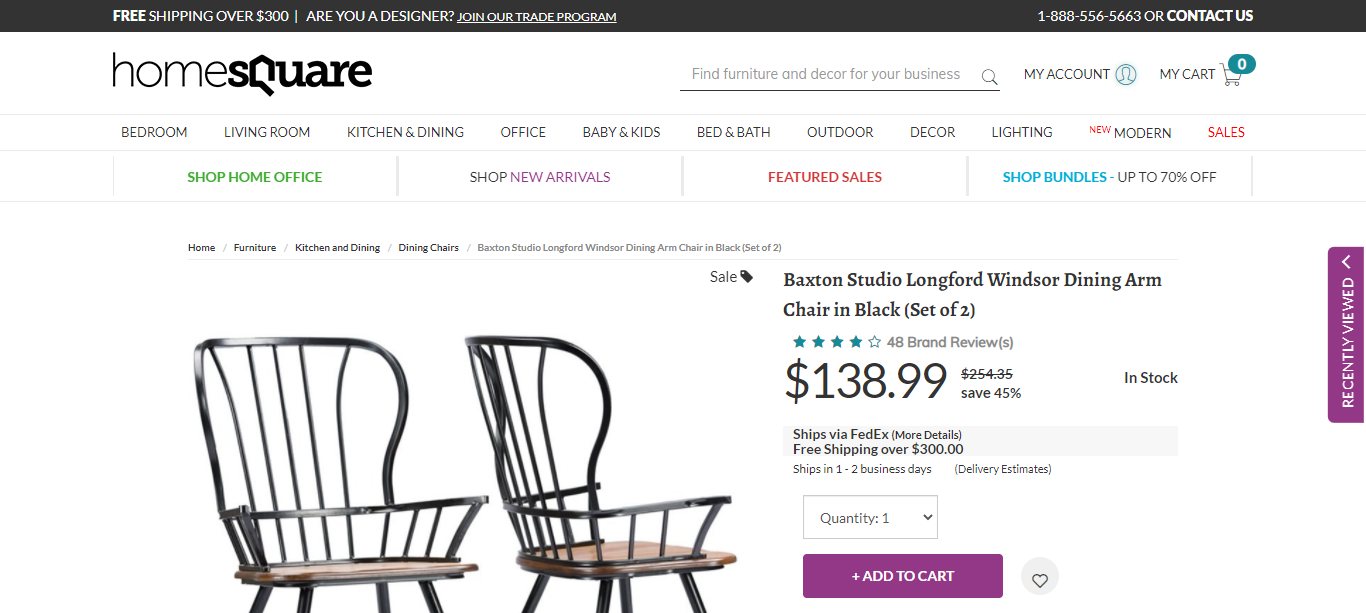 FREE SHIPPING OVER $300 | ARE YOU A DESIGNER? JOIN OUR TRADE PROGRAM
1-888-556-5663 OR CONTACT US
homesquare
Find furniture and decor for your business
MY ACCOUNT
MY CART
0
BEDROOM LIVING ROOM KITCHEN & DINING OFFICE BABY & KIDS BED & BATH OUTDOOR DECOR LIGHTING NEW MODERN SALES
SHOP HOME OFFICE
SHOP NEW ARRIVALS
FEATURED SALES
SHOP BUNDLES - UP TO 70% OFF
Home / Furniture / Kitchen and Dining / Dining Chairs / Baxton Studio Longford Windsor Dining Arm Chair in Black (Set of 2)
Sale
Baxton Studio Longford Windsor Dining Arm
Chair in Black (Set of 2)
48 Brand Review(s)
$138.99
$254.35
save 45%
In Stock
Ships via FedEx (More Details)
Free Shipping over $300.00
Ships in 1 - 2 business days (Delivery Estimates)
Quantity: 1
+ ADD TO CART
RECENTLY VIEWED